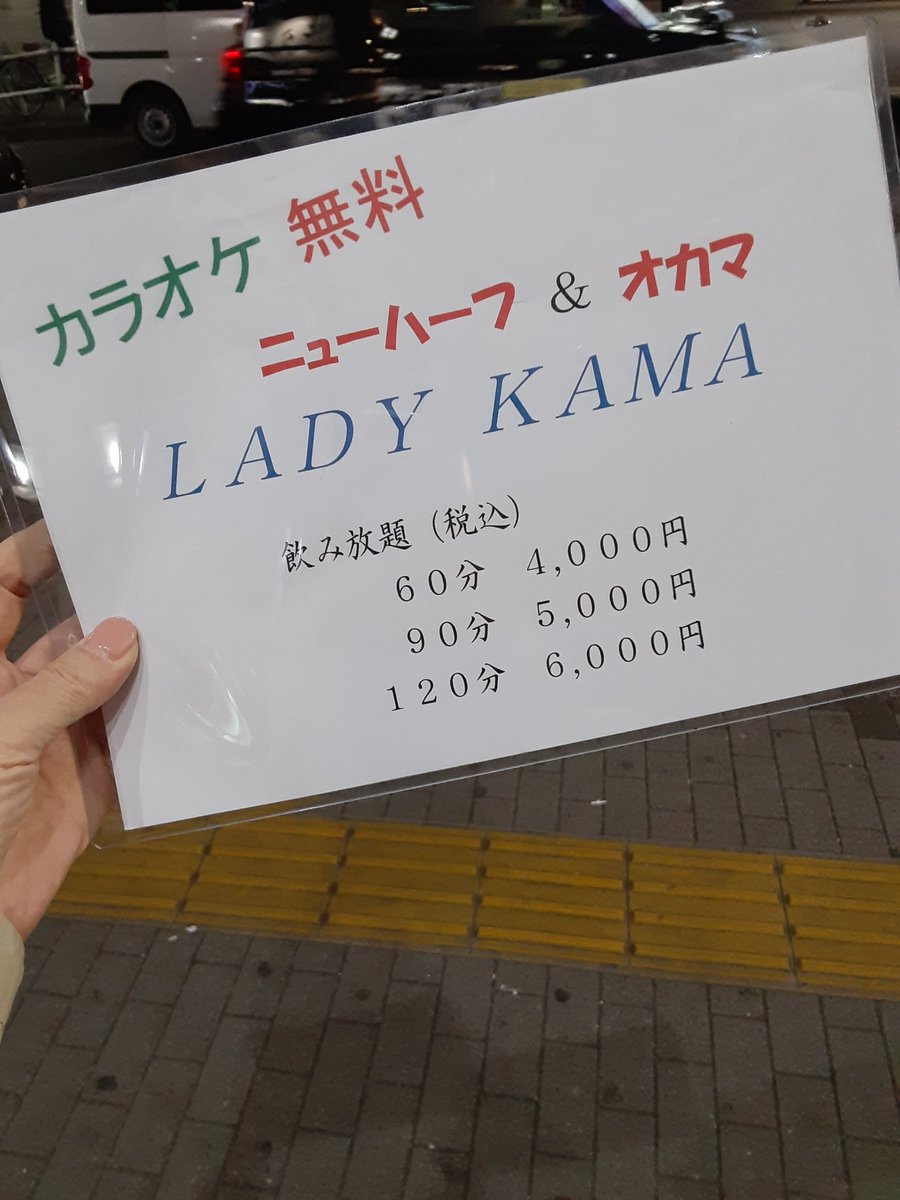 カラオケ 無料
ニューハーフ & オカマ
LADY KAMA
飲み放題 (税込)
60分 4,000円
90分 5,000円
120分 6,000円